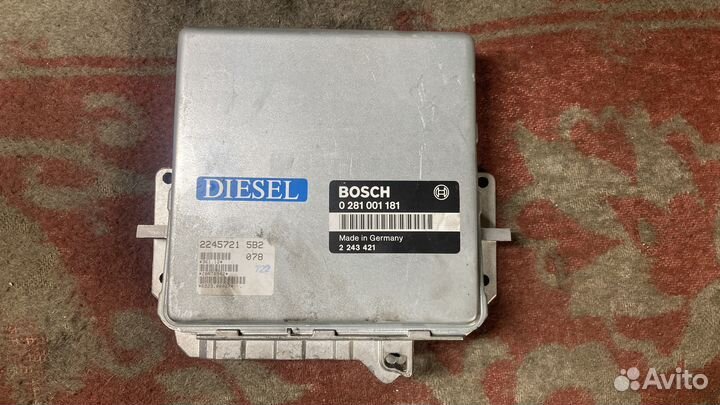 DIESEL
BOSCH
0 281 001 181
Made in Germany
2 243 421
2245721 5B2
078
722
Avito